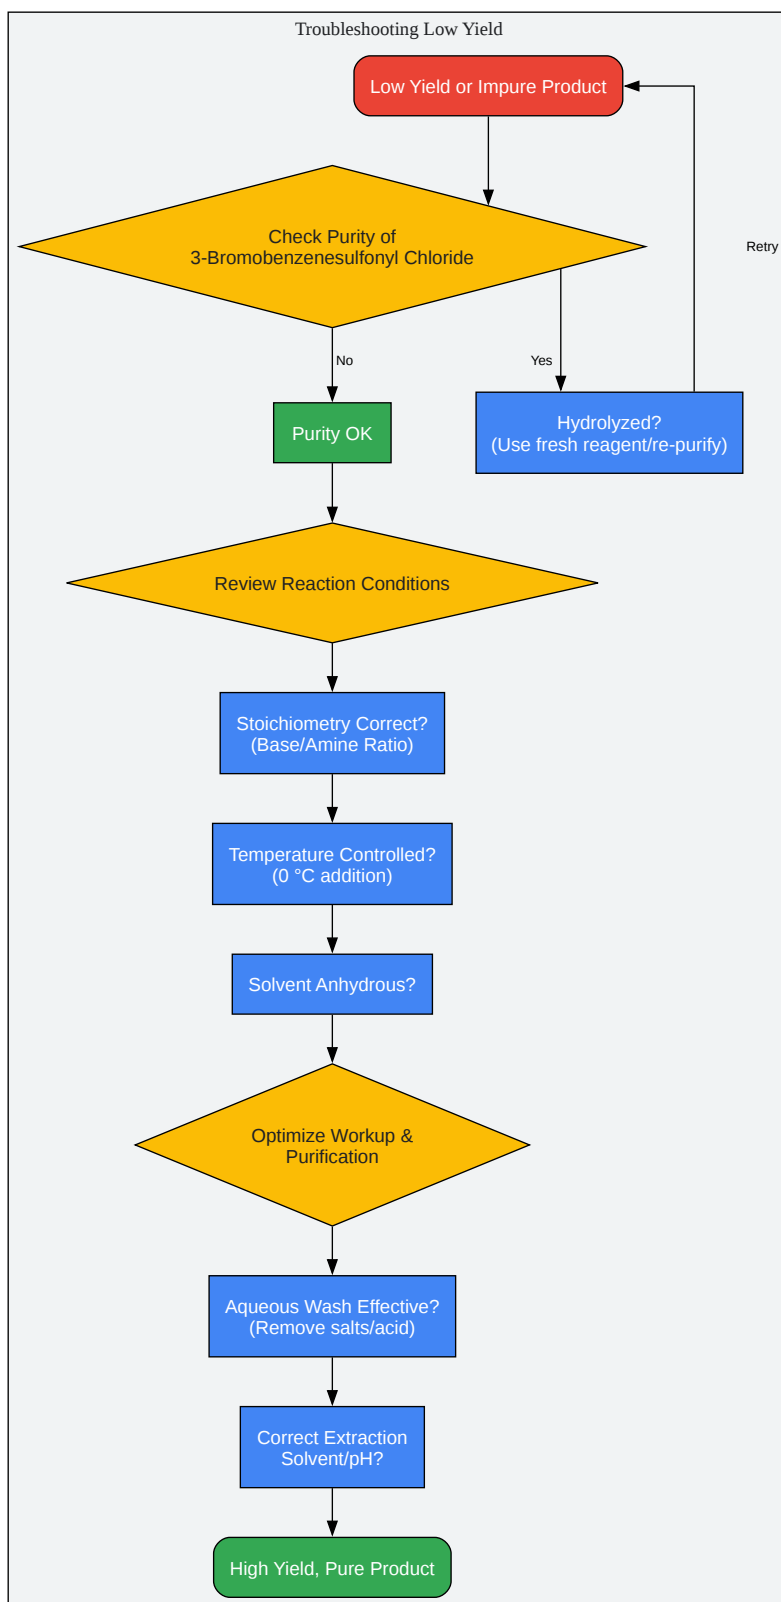 Troubleshooting Low Yield
Low Yield or Impure Product
Check Purity of
3-Bromobenzenesulfonyl Chloride
Retry
No
Yes
Purity OK
Hydrolyzed?
(Use fresh reagent/re-purify)
Review Reaction Conditions
Stoichiometry Correct?
(Base/Amine Ratio)
Temperature Controlled?
(0 °C addition)
Solvent Anhydrous?
Optimize Workup &
Purification
Aqueous Wash Effective?
(Remove salts/acid)
Correct Extraction
Solvent/pH?
High Yield, Pure Product